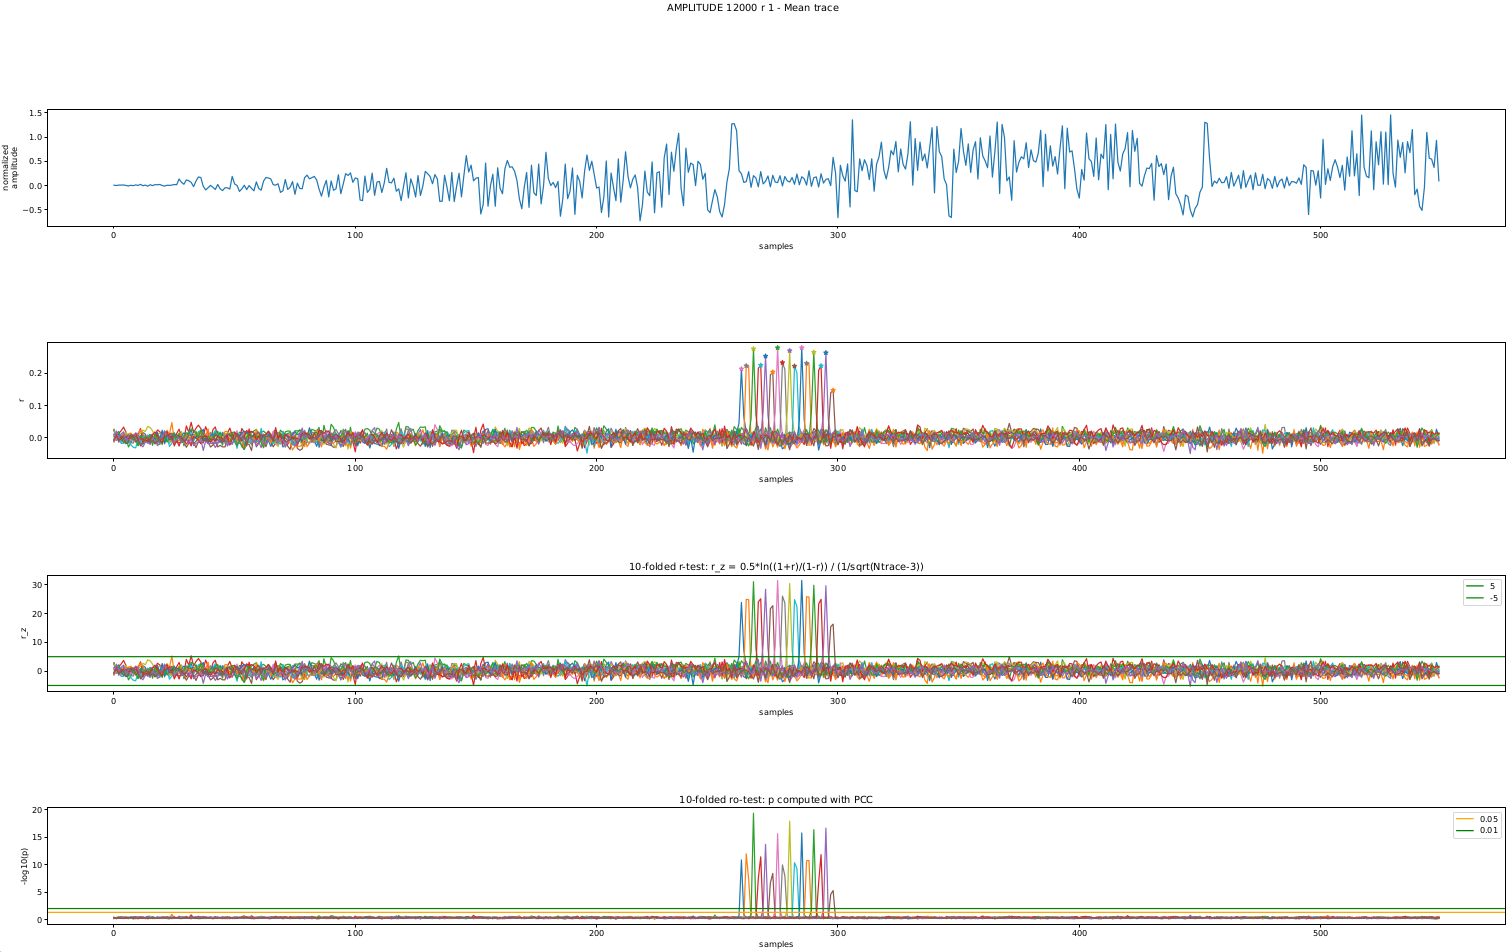 AMPLITUDE 12000 r 1 - Mean trace
1.5
1.0
0.5
0.0
−0.5
normalized
amplitude
0 100 200 300 400 500
samples
0.2
0.1
0.0
r
0 100 200 300 400 500
samples
10-folded r-test: r_z = 0.5*ln((1+r)/(1-r)) / (1/sqrt(Ntrace-3))
30
20
10
0
r_z
5
-5
0 100 200 300 400 500
samples
10-folded ro-test: p computed with PCC
20
15
10
5
0
-log10(p)
0.05
0.01
0 100 200 300 400 500
samples